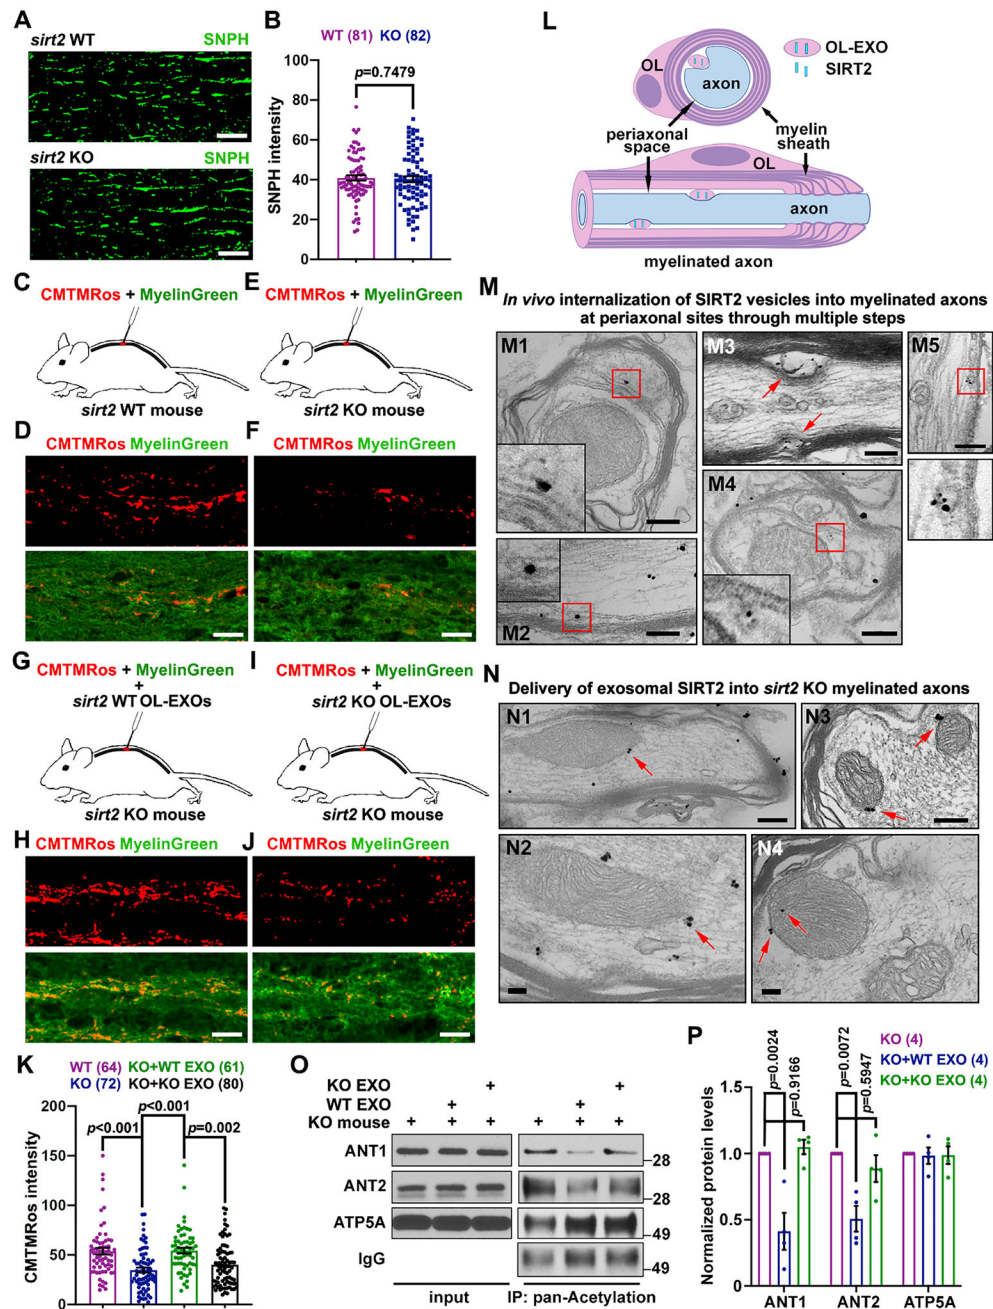 A
sirt2 WT SNPH
sirt2 KO SNPH
B
WT (81) KO (82)
p=0.7479
SNPH intensity
100
80
60
40
20
0
C
CMTMRos + MyelinGreen
sirt2 WT mouse
D
CMTMRos MyelinGreen
E
CMTMRos + MyelinGreen
sirt2 KO mouse
F
CMTMRos MyelinGreen
G
CMTMRos + MyelinGreen
+
sirt2 WT OL-EXOs
sirt2 KO mouse
H
CMTMRos MyelinGreen
I
CMTMRos + MyelinGreen
+
sirt2 KO OL-EXOs
sirt2 KO mouse
J
CMTMRos MyelinGreen
K
WT (64) KO+WT EXO (61)
KO (72) KO+KO EXO (80)
p<0.001
p<0.001
p=0.002
CMTMRos intensity
200
150
100
50
0
L
OL
axon
OL-EXO
SIRT2
periaxonal
space
myelin
sheath
OL
axon
myelinated axon
M
In vivo internalization of SIRT2 vesicles into myelinated axons
at periaxonal sites through multiple steps
M1
M2
M3
M4
M5
N
Delivery of exosomal SIRT2 into sirt2 KO myelinated axons
N1
N2
N3
N4
O
KO EXO + +
WT EXO + +
KO mouse + + + + + +
ANT1
28
ANT2
28
ATP5A
49
IgG
49
input
IP: pan-Acetylation
P
KO (4)
KO+WT EXO (4)
KO+KO EXO (4)
p=0.0024
p=0.9166
p=0.0072
p=0.5947
Normalized protein levels
1.5
1.0
0.5
0
ANT1 ANT2 ATP5A